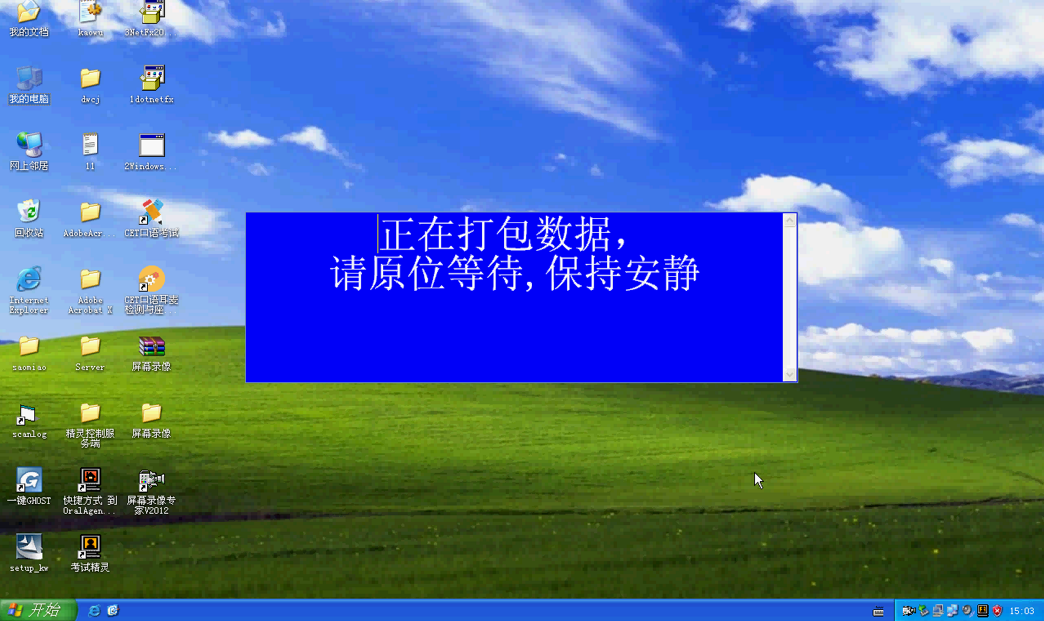 我的文档
kaowu
3NetFx20...
我的电脑
dwcj
1dotnetfx
网上邻居
11
2Windows...
回收站
AdobeAcr...
CET口语考试
Internet Explorer
Adobe Acrobat X
CET口语耳麦检测与座...
saomiao
Server
屏幕录像
scanlog
精灵控制服务端
屏幕录像
一键GHOST
快捷方式 到 OralAgen...
屏幕录像专家V2012
setup_kw
考试精灵
正在打包数据，
请原位等待,保持安静
开始
15:03